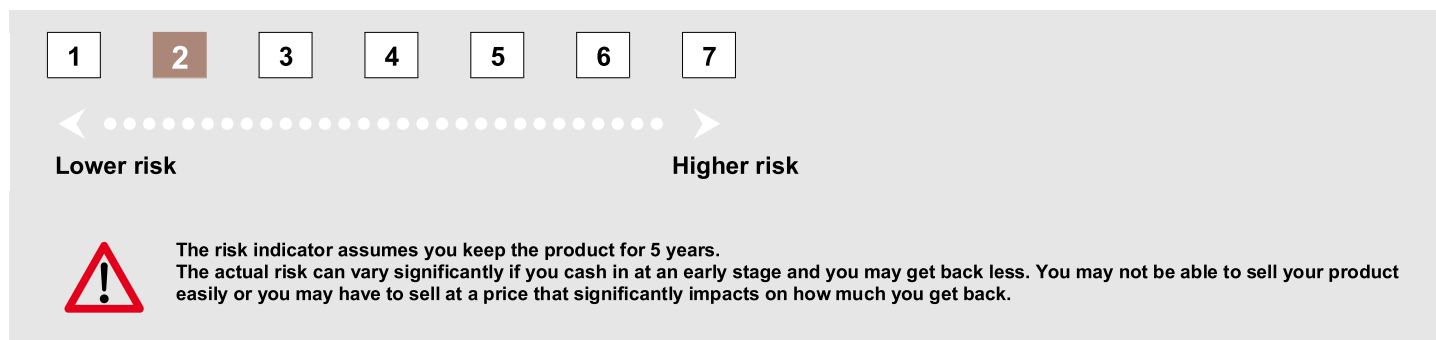 1 2 3 4 5 6 7
Lower risk Higher risk
The risk indicator assumes you keep the product for 5 years.
The actual risk can vary significantly if you cash in at an early stage and you may get back less. You may not be able to sell your product
easily or you may have to sell at a price that significantly impacts on how much you get back.